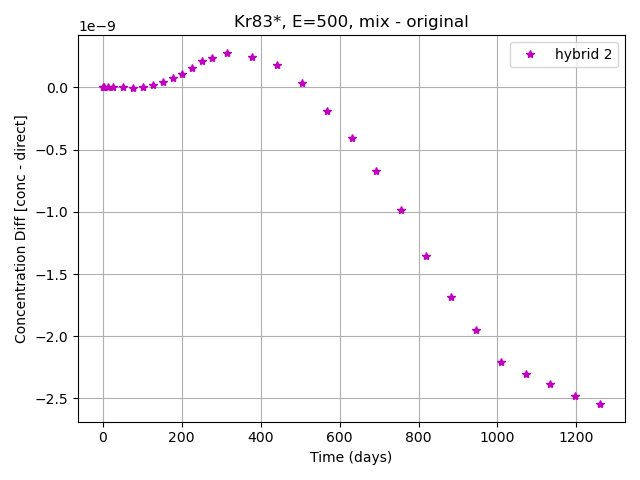 Kr83*, E=500, mix - original
1e−9
hybrid 2
0.0
−0.5
−1.0
−1.5
−2.0
−2.5
Concentration Diff [conc - direct]
0 200 400 600 800 1000 1200
Time (days)